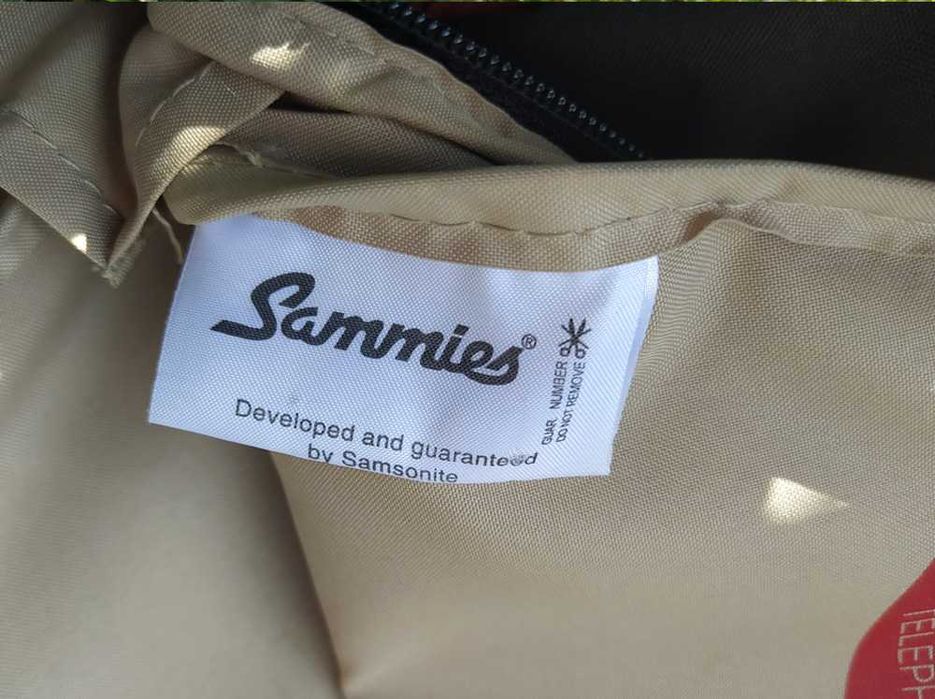 Sammies®
Developed and guaranteed
by Samsonite
GUAR. NUMBER
DO NOT REMOVE
TELEPH